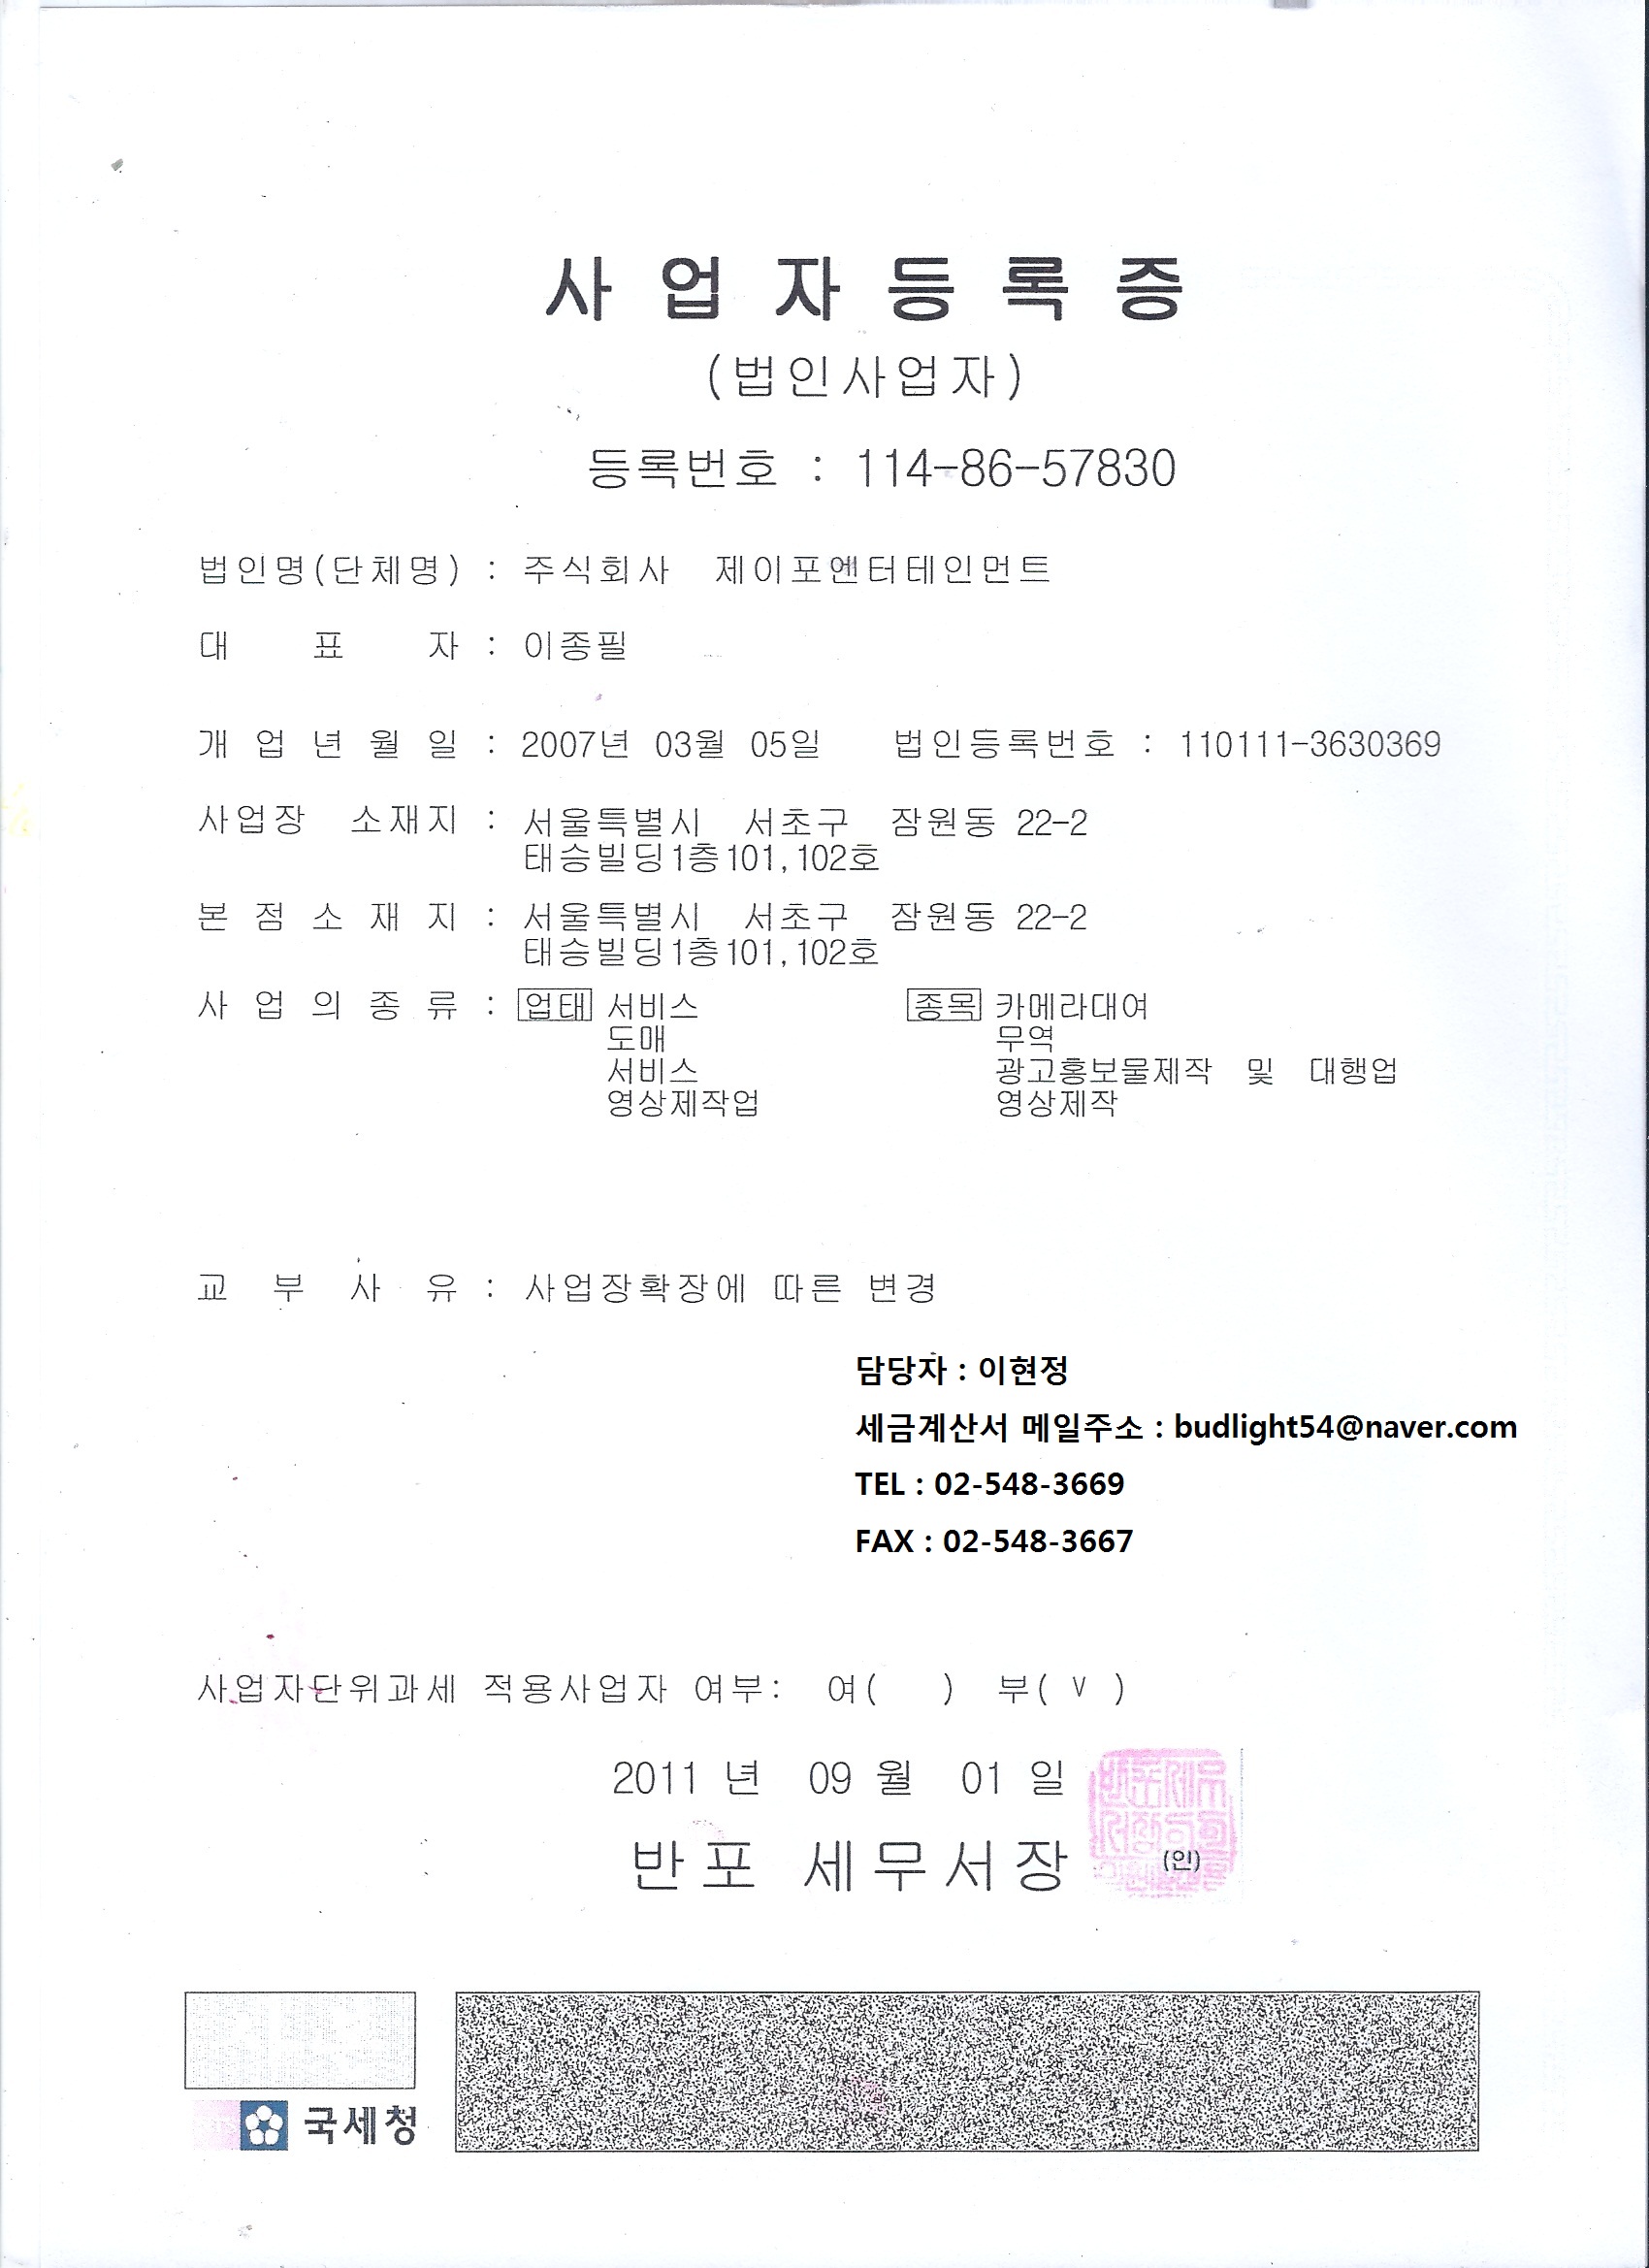 사업자등록증
(법인사업자)
등록번호 : 114-86-57830
법인명(단체명) : 주식회사 제이포엔터테인먼트
대 표 자 : 이종필
개 업 년 월 일 : 2007년 03월 05일 법인등록번호 : 110111-3630369
사업장 소재지 : 서울특별시 서초구 잠원동 22-2
태승빌딩1층101,102호
본 점 소 재 지 : 서울특별시 서초구 잠원동 22-2
태승빌딩1층101,102호
사 업 의 종 류 : 업태 서비스 종목 카메라대여
도매 무역
서비스 광고홍보물제작 및 대행업
영상제작업 영상제작
교 부 사 유 : 사업장확장에 따른 변경
담당자 : 이현정
세금계산서 메일주소 : budlight54@naver.com
TEL : 02-548-3669
FAX : 02-548-3667
사업자단위과세 적용사업자 여부: 여( ) 부( V )
2011 년 09 월 01 일
반포 세무서장 (인)
국세청